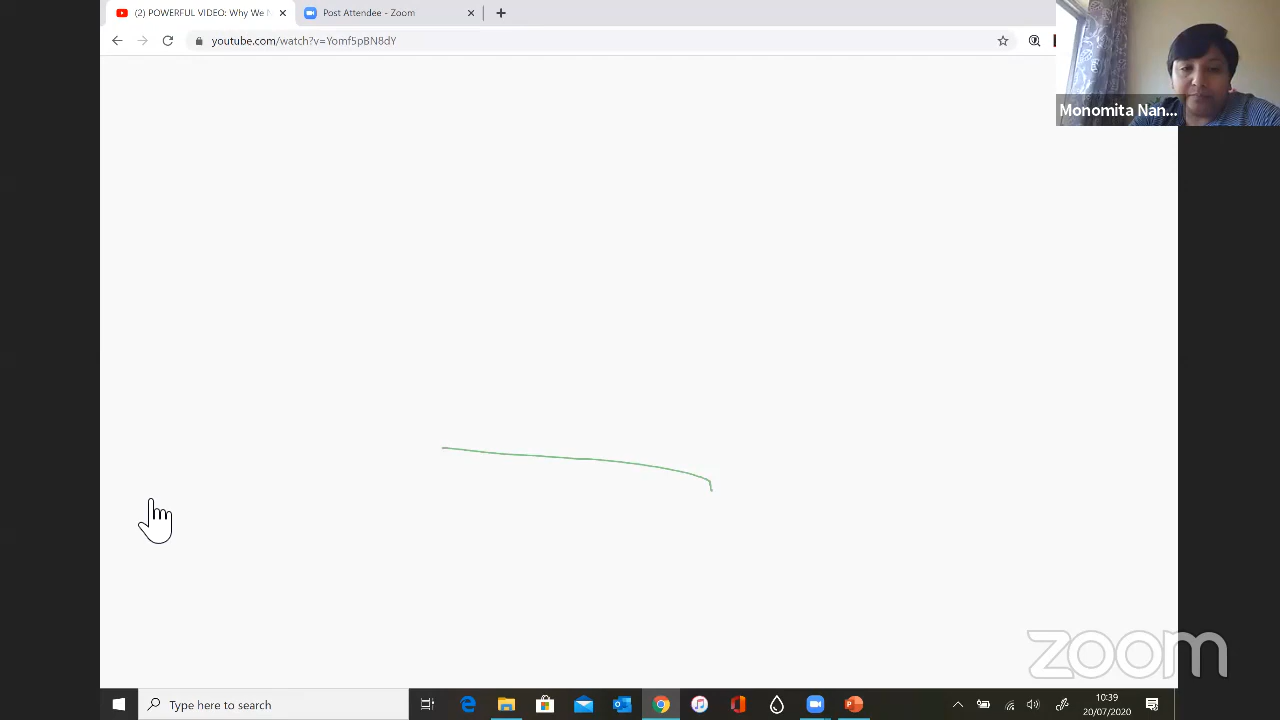 (2) POWERFUL VIDEO: Why We
Post Attendee - Zoom
youtube.com/watch?v=Yomf5pBN8dY
Monomita Nan...
zoom
Type here to search
10:39
20/07/2020